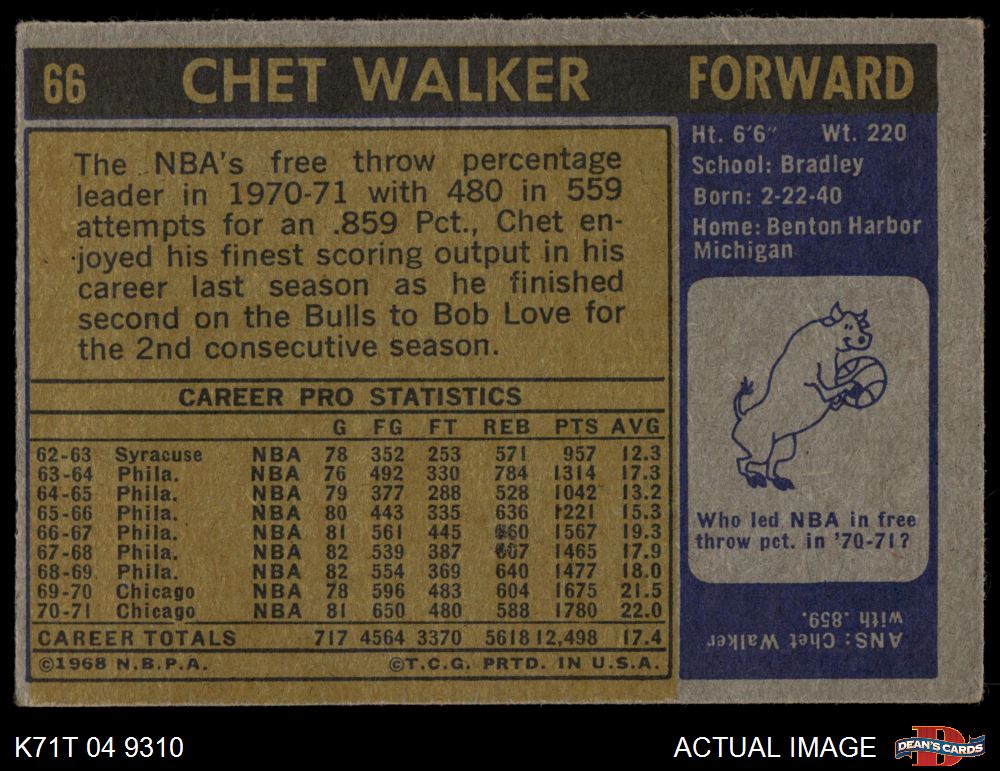 66 CHET WALKER FORWARD
The NBA's free throw percentage
leader in 1970-71 with 480 in 559
attempts for an .859 Pct., Chet en-
joyed his finest scoring output in his
career last season as he finished
second on the Bulls to Bob Love for
the 2nd consecutive season.
CAREER PRO STATISTICS
G FG FT REB PTS AVG
62-63 Syracuse NBA 78 352 253 571 957 12.3
63-64 Phila. NBA 76 492 330 784 1314 17.3
64-65 Phila. NBA 79 377 288 528 1042 13.2
65-66 Phila. NBA 80 443 335 636 1221 15.3
66-67 Phila. NBA 81 561 445 660 1567 19.3
67-68 Phila. NBA 82 539 387 607 1465 17.9
68-69 Phila. NBA 82 554 369 640 1477 18.0
69-70 Chicago NBA 78 596 483 604 1675 21.5
70-71 Chicago NBA 81 650 480 588 1780 22.0
CAREER TOTALS 717 4564 3370 5618 12,498 17.4
©1968 N.B.P.A. ©T.C.G. PRTD. IN U.S.A.
Ht. 6'6" Wt. 220
School: Bradley
Born: 2-22-40
Home: Benton Harbor
Michigan
Who led NBA in free
throw pct. in '70-71?
ANS: Chet Walker
with .859.
K71T 04 9310
ACTUAL IMAGE
DEAN'S CARDS